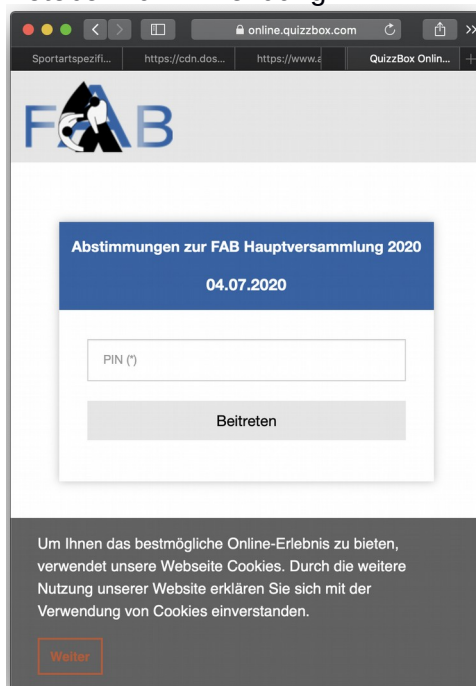 online.quizzbox.com
Sportartspezifi... https://cdn.dos... https://www.a QuizzBox Onlin...
FAB
Abstimmungen zur FAB Hauptversammlung 2020
04.07.2020
PIN (*)
Beitreten
Um Ihnen das bestmögliche Online-Erlebnis zu bieten,
verwendet unsere Webseite Cookies. Durch die weitere
Nutzung unserer Website erklären Sie sich mit der
Verwendung von Cookies einverstanden.
Weiter